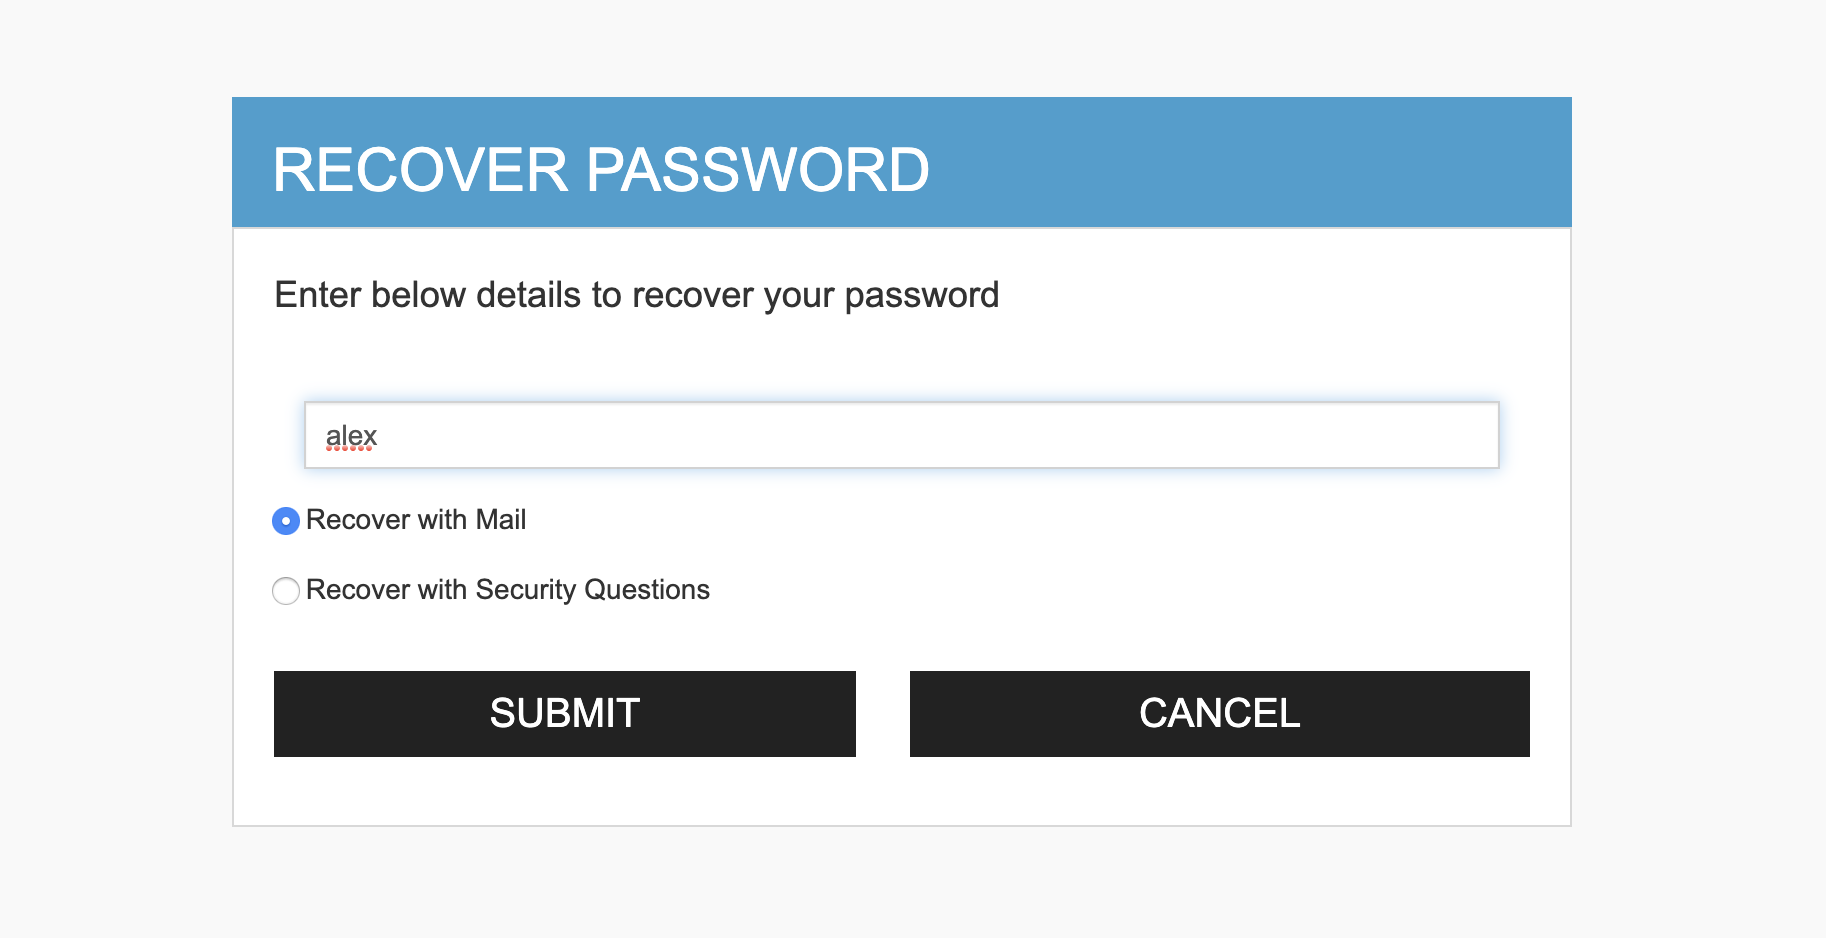 RECOVER PASSWORD
Enter below details to recover your password
alex
Recover with Mail
Recover with Security Questions
SUBMIT
CANCEL